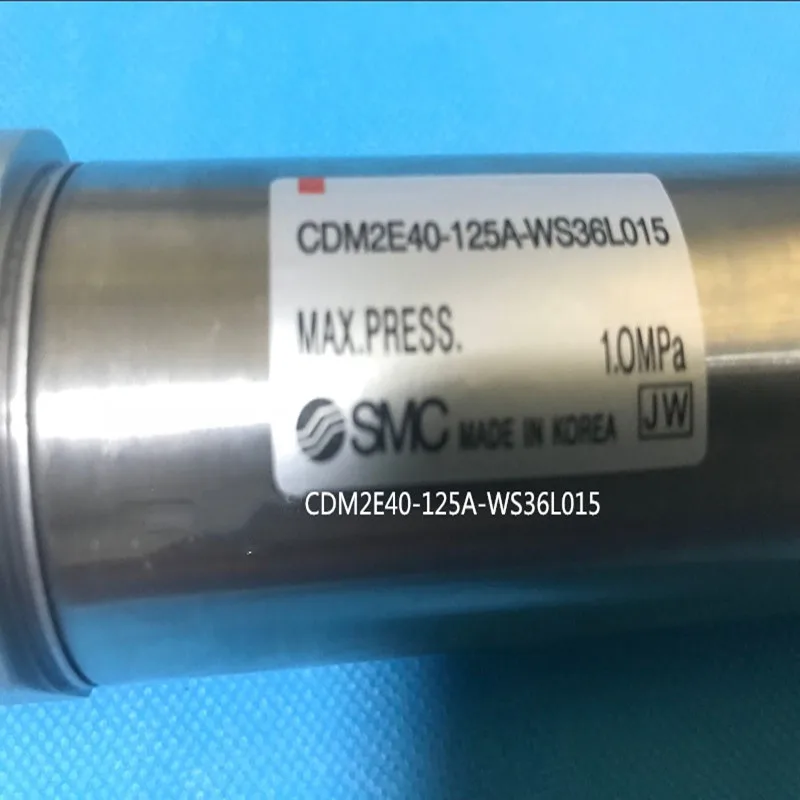 CDM2E40-125A-WS36L015
MAX.PRESS. 1.0MPa
SMC MADE IN KOREA JW
CDM2E40-125A-WS36L015